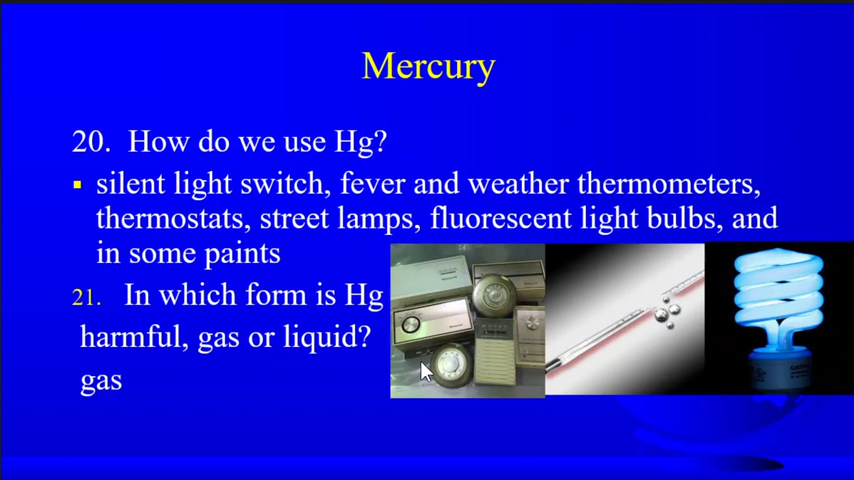 Mercury
20. How do we use Hg?
▪ silent light switch, fever and weather thermometers,
thermostats, street lamps, fluorescent light bulbs, and
in some paints
21. In which form is Hg
harmful, gas or liquid?
gas